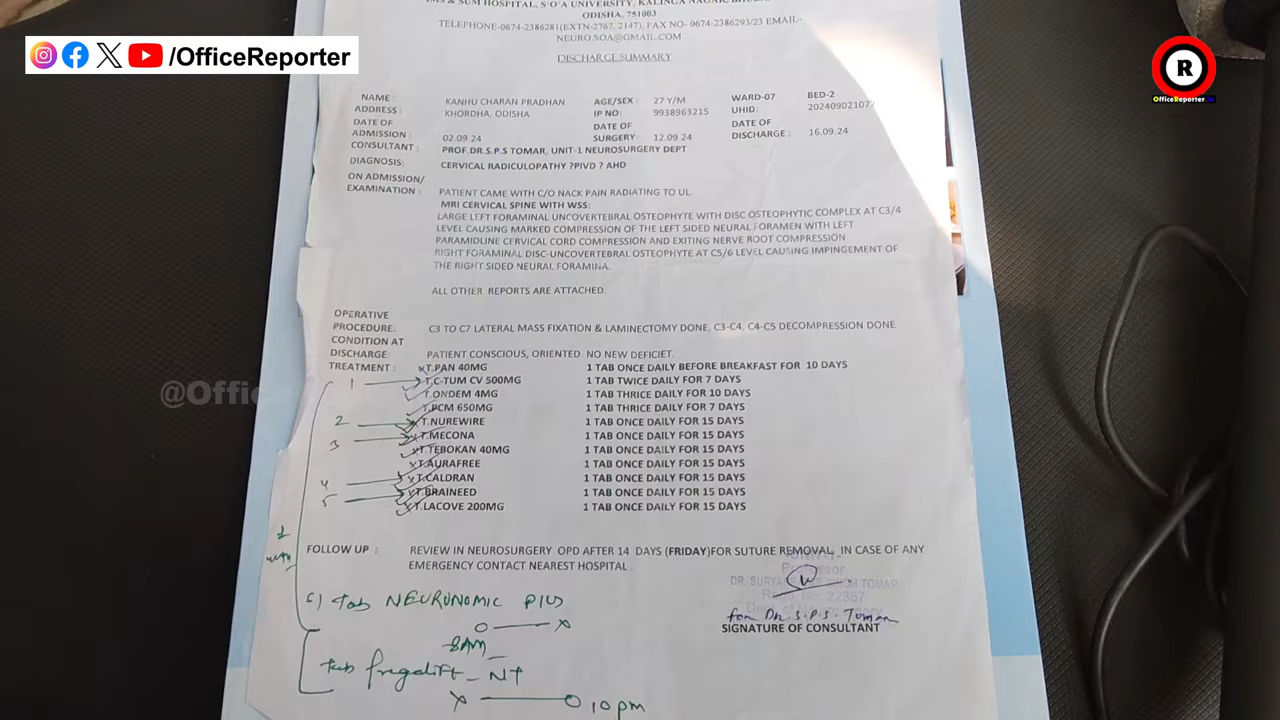 /OfficeReporter
R
OfficeReporter
IMS & SUM HOSPITAL, S'O'A UNIVERSITY, KALINGA NAGAR,
ODISHA, 751003
TELEPHONE-0674-2386281(EXTN-2767, 2147), FAX NO- 0674-2386293/23 EMAIL-
NEURO.SOA@GMAIL.COM
DISCHARGE SUMMARY
NAME : KANHU CHARAN PRADHAN AGE/SEX : 27 Y/M WARD-07 BED-2
ADDRESS : KHORDHA, ODISHA IP NO: 9938963215 UHID: 2024090210
DATE OF ADMISSION : 02.09.24 DATE OF SURGERY: 12.09.24 DATE OF DISCHARGE : 16.09.24
CONSULTANT: PROF.DR.S.P.S TOMAR, UNIT-1 NEUROSURGERY DEPT
DIAGNOSIS: CERVICAL RADICULOPATHY ?PIVD ? AHD
ON ADMISSION/
EXAMINATION : PATIENT CAME WITH C/O NACK PAIN RADIATING TO UL.
MRI CERVICAL SPINE WITH WSS:
LARGE LEFT FORAMINAL UNCOVERTEBRAL OSTEOPHYTE WITH DISC OSTEOPHYTIC COMPLEX AT C3/4
LEVEL CAUSING MARKED COMPRESSION OF THE LEFT SIDED NEURAL FORAMEN WITH LEFT
PARAMIDLINE CERVICAL CORD COMPRESSION AND EXITING NERVE ROOT COMPRESSION
RIGHT FORAMINAL DISC-UNCOVERTEBRAL OSTEOPHYTE AT C5/6 LEVEL CAUSING IMPINGEMENT OF
THE RIGHT SIDED NEURAL FORAMINA.
ALL OTHER REPORTS ARE ATTACHED.
OPERATIVE
PROCEDURE: C3 TO C7 LATERAL MASS FIXATION & LAMINECTOMY DONE, C3-C4, C4-C5 DECOMPRESSION DONE
CONDITION AT
DISCHARGE: PATIENT CONSCIOUS, ORIENTED NO NEW DEFICIET.
TREATMENT : T.PAN 40MG 1 TAB ONCE DAILY BEFORE BREAKFAST FOR 10 DAYS
1 T.C-TUM CV 500MG 1 TAB TWICE DAILY FOR 7 DAYS
T.ONDEM 4MG 1 TAB THRICE DAILY FOR 10 DAYS
T.PCM 650MG 1 TAB THRICE DAILY FOR 7 DAYS
2 T.NUREWIRE 1 TAB ONCE DAILY FOR 15 DAYS
3 T.MECONA 1 TAB ONCE DAILY FOR 15 DAYS
T.TEBOKAN 40MG 1 TAB ONCE DAILY FOR 15 DAYS
T.AURAFREE 1 TAB ONCE DAILY FOR 15 DAYS
4 T.CALDRAN 1 TAB ONCE DAILY FOR 15 DAYS
5 T.BRAINEED 1 TAB ONCE DAILY FOR 15 DAYS
T.LACOVE 200MG 1 TAB ONCE DAILY FOR 15 DAYS
FOLLOW UP : REVIEW IN NEUROSURGERY OPD AFTER 14 DAYS (FRIDAY)FOR SUTURE REMOVAL, IN CASE OF ANY
EMERGENCY CONTACT NEAREST HOSPITAL .
Professor
TOMAR
Regd. No. 22387
for Dr. S.P.S. Tomar
SIGNATURE OF CONSULTANT
6) Tab NEURONOMIC PLUS
8AM
Tab fregalift - NT
10 pm
@Offic